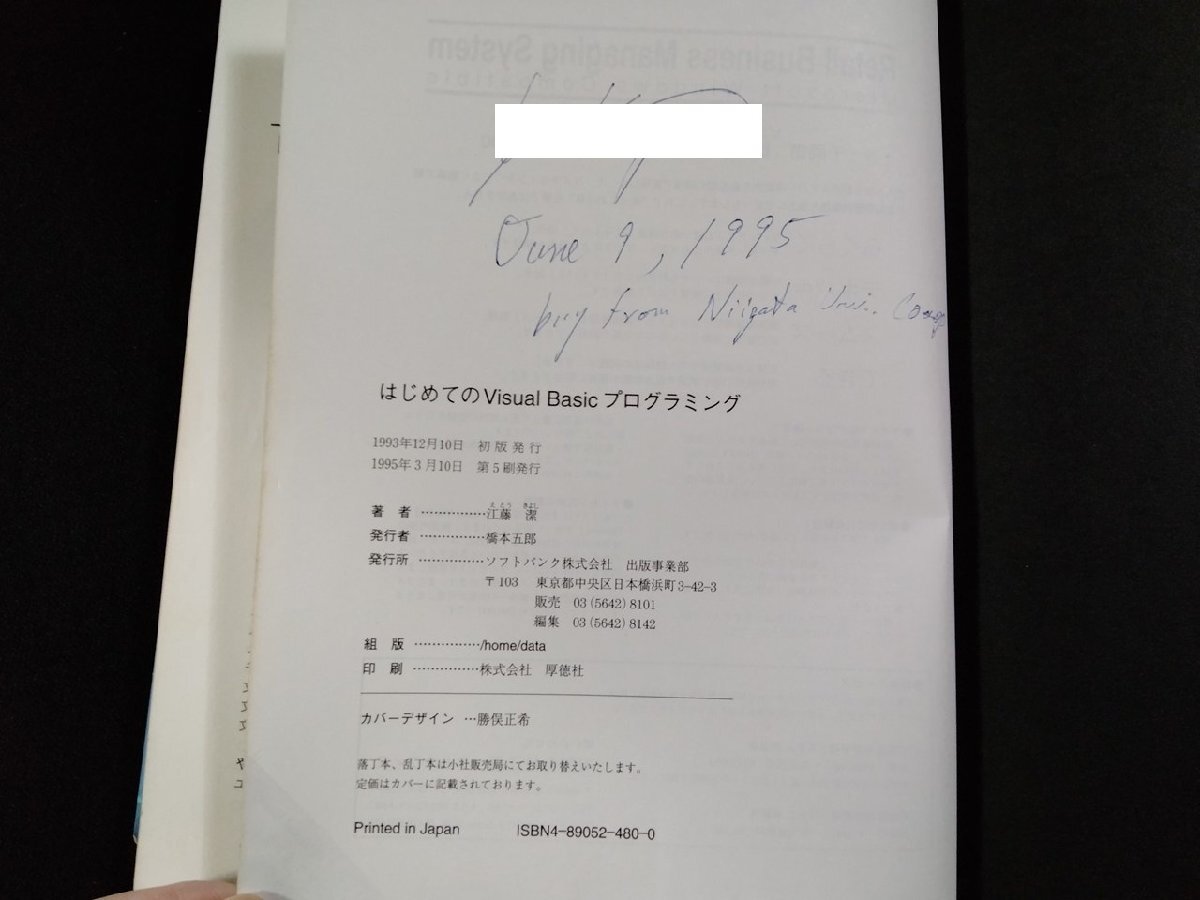 June 9, 1995
buy from Niigata Uni. Coop
はじめてのVisual Basicプログラミング
1993年12月10日 初版発行
1995年3月10日 第5刷発行
えとう きよし
著者 ……………江藤 潔
発行者 ……………橋本五郎
発行所 ……………ソフトバンク株式会社 出版事業部
〒103 東京都中央区日本橋浜町3-42-3
販売 03(5642)8101
編集 03(5642)8142
組版 ……………/home/data
印刷 ……………株式会社 厚徳社
カバーデザイン …勝俣正希
落丁本、乱丁本は小社販売局にてお取り替えいたします。
定価はカバーに記載されております。
Printed in Japan ISBN4-89052-480-0